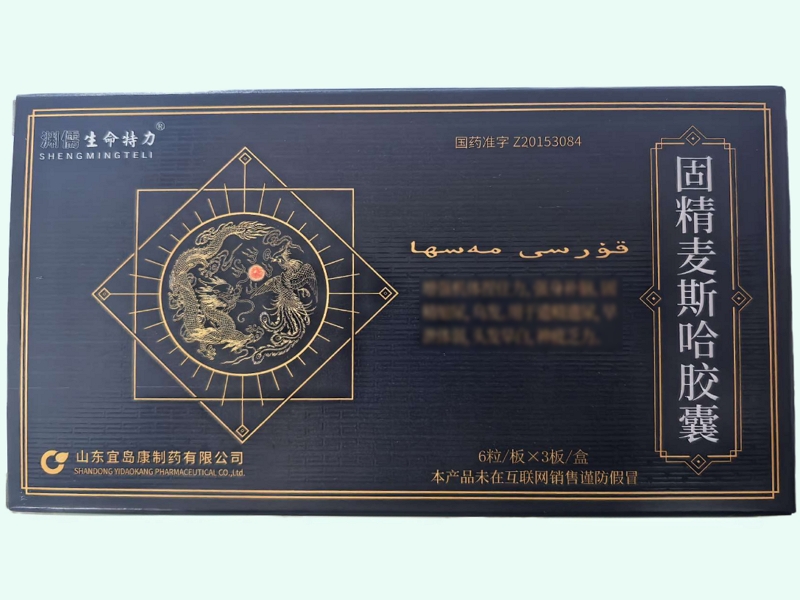 生命特力®
SHENGMINGTELI
国药准字 Z20153084
固精麦斯哈胶囊
قۇرسى مەسھا
山东宜岛康制药有限公司
SHANDONG YIDAOKANG PHARMACEUTICAL CO.,Ltd.
6粒/板×3板/盒
本产品未在互联网销售谨防假冒